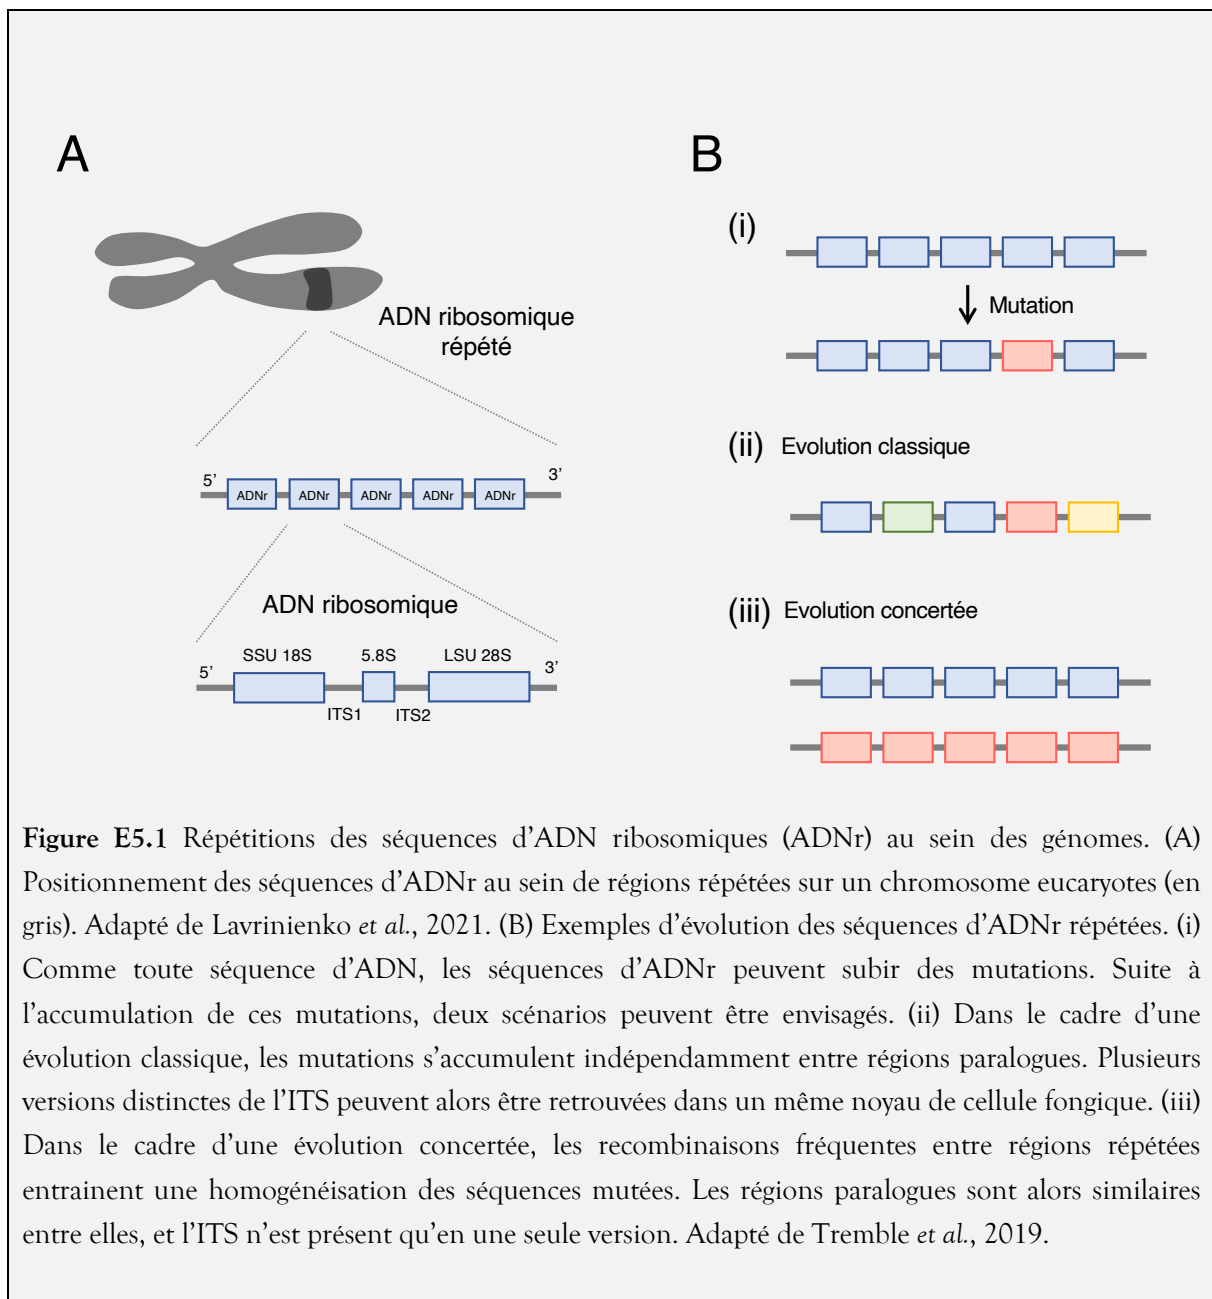 A
ADN ribosomique
répété
5’
3’
ADNr
ADNr
ADNr
ADNr
ADNr
ADN ribosomique
5’
SSU 18S
5.8S
LSU 28S
3’
ITS1
ITS2
B
(i)
Mutation
(ii) Evolution classique
(iii) Evolution concertée
Figure E5.1 Répétitions des séquences d’ADN ribosomiques (ADNr) au sein des génomes. (A)
Positionnement des séquences d’ADNr au sein de régions répétées sur un chromosome eucaryotes (en
gris). Adapté de Lavrinienko et al., 2021. (B) Exemples d’évolution des séquences d’ADNr répétées. (i)
Comme toute séquence d’ADN, les séquences d’ADNr peuvent subir des mutations. Suite à
l’accumulation de ces mutations, deux scénarios peuvent être envisagés. (ii) Dans le cadre d’une
évolution classique, les mutations s’accumulent indépendamment entre régions paralogues. Plusieurs
versions distinctes de l’ITS peuvent alors être retrouvées dans un même noyau de cellule fongique. (iii)
Dans le cadre d’une évolution concertée, les recombinaisons fréquentes entre régions répétées
entrainent une homogénéisation des séquences mutées. Les régions paralogues sont alors similaires
entre elles, et l’ITS n’est présent qu’en une seule version. Adapté de Tremble et al., 2019.